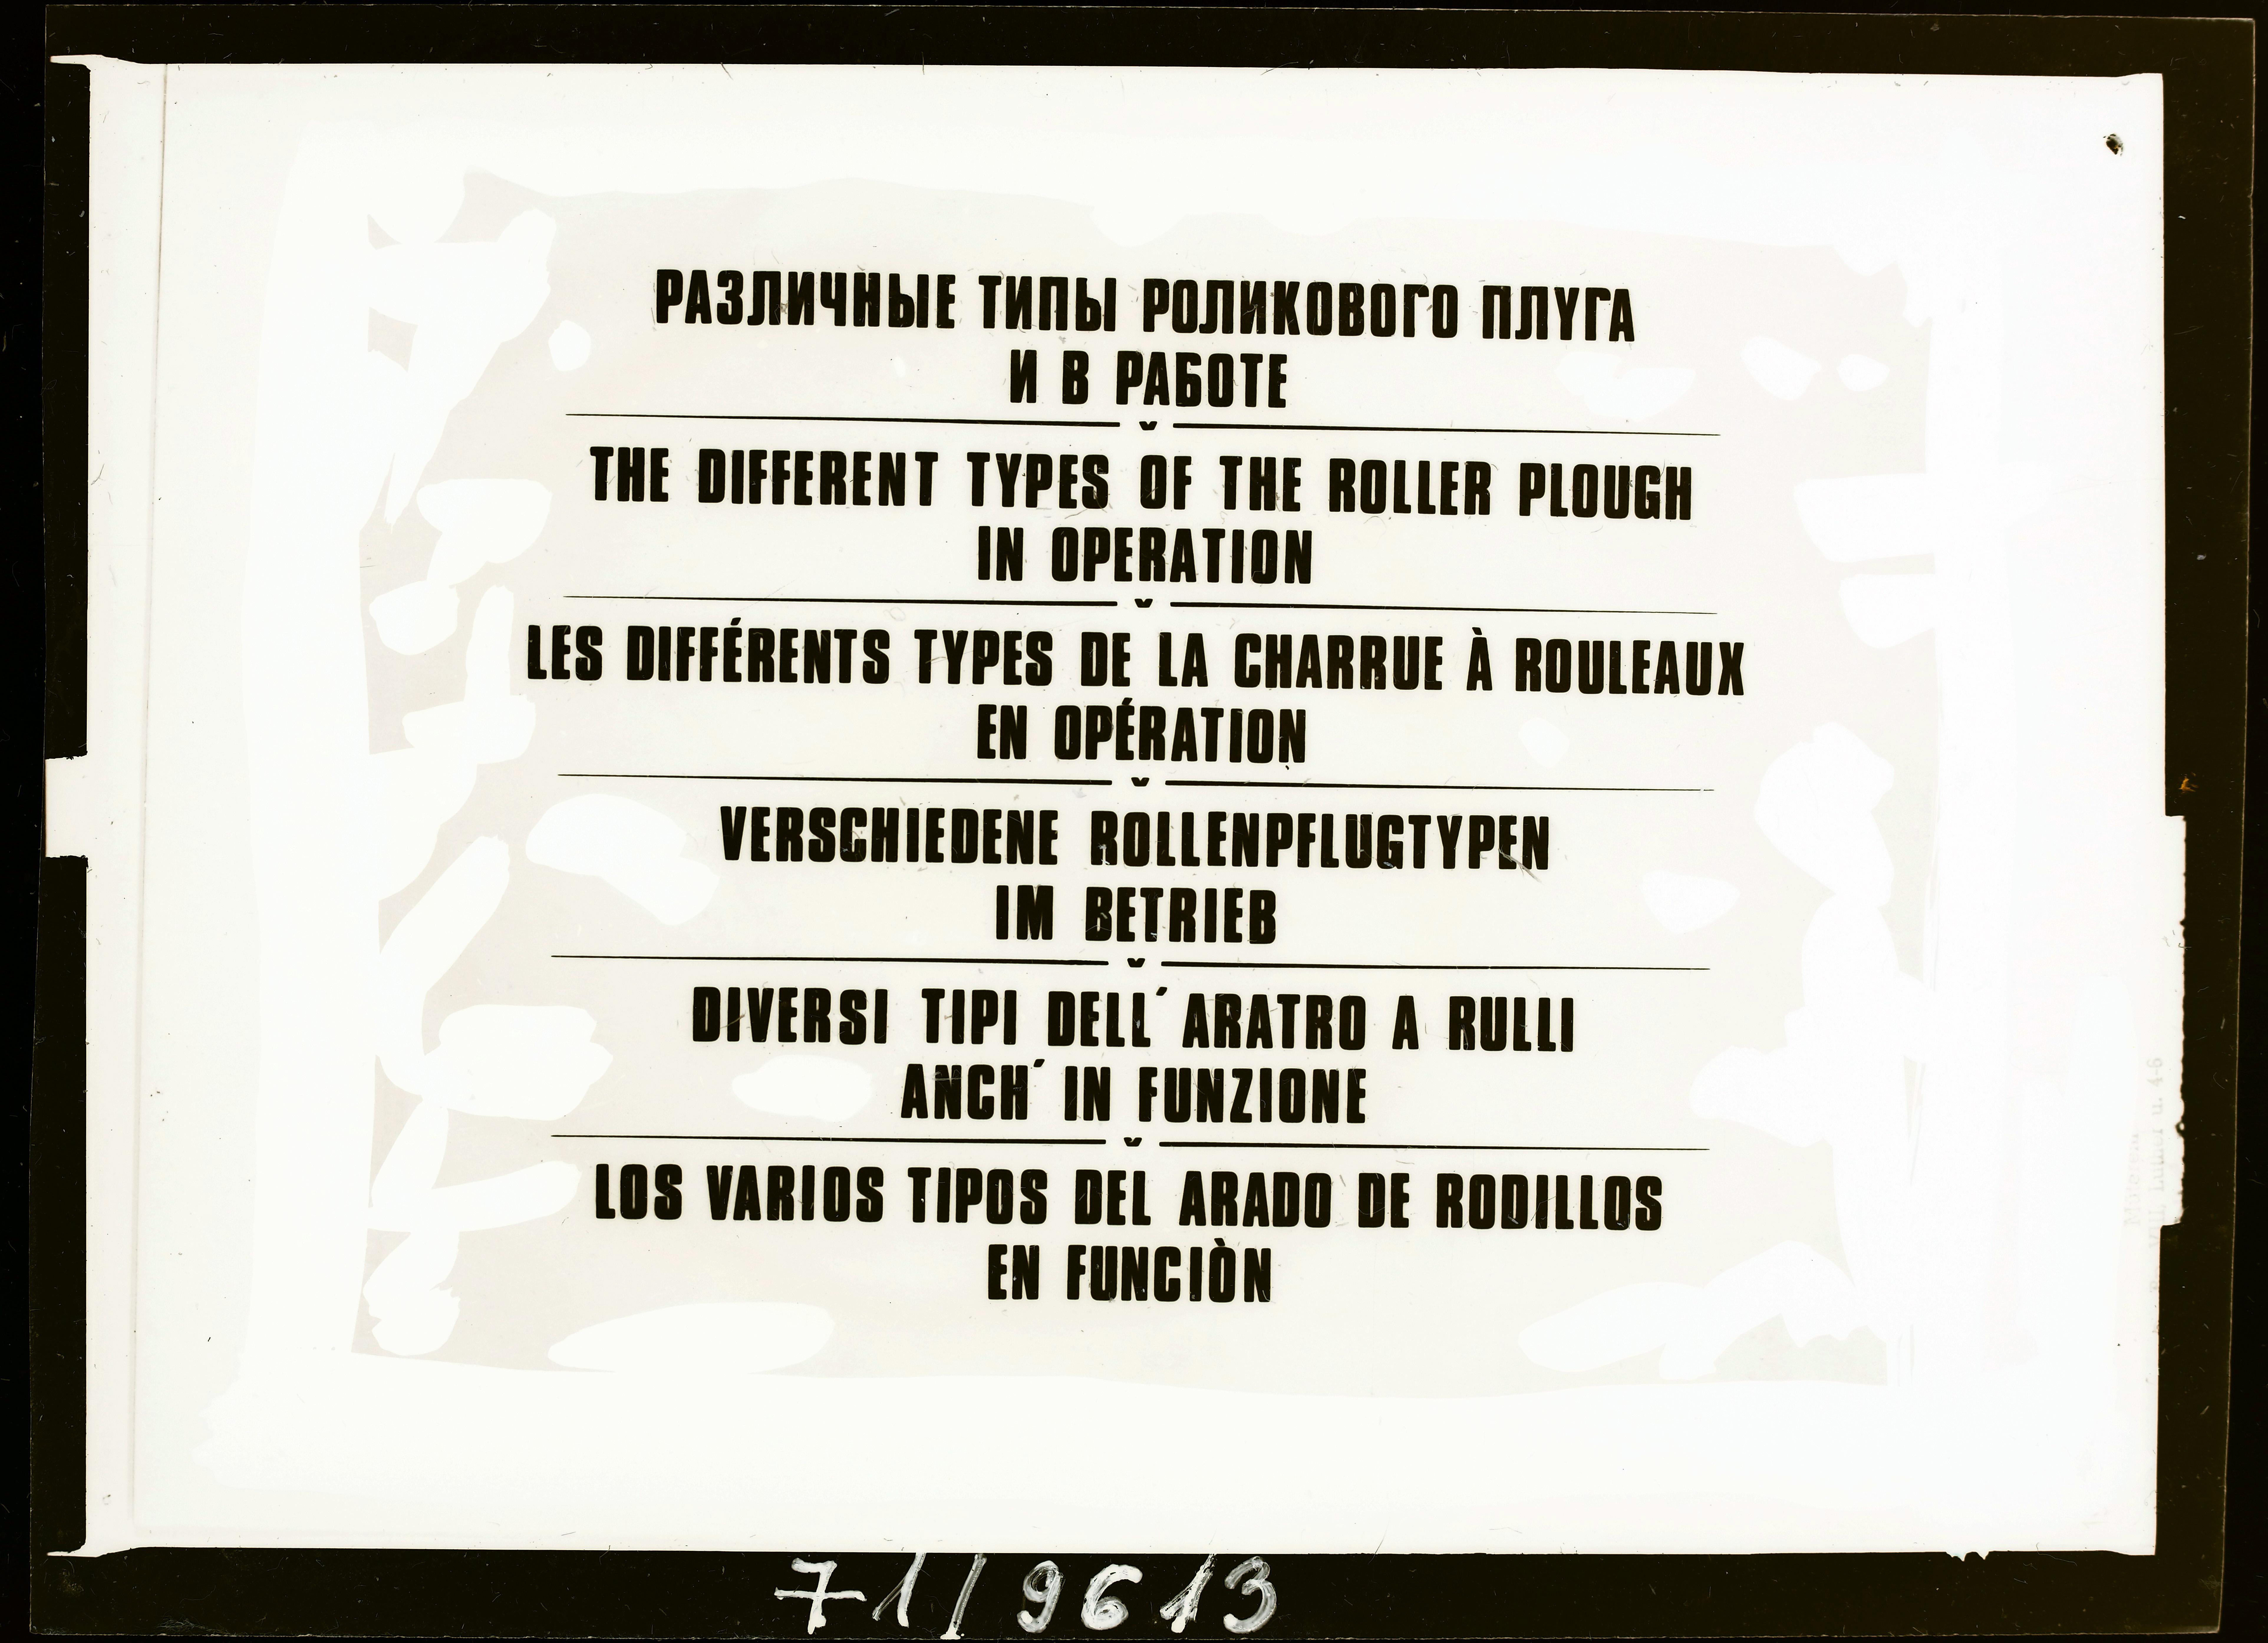 РАЗЛИЧНЫЕ ТИПЫ РОЛИКОВОГО ПЛУГА
И В РАБОТЕ
THE DIFFERENT TYPES OF THE ROLLER PLOUGH
IN OPERATION
LES DIFFÉRENTS TYPES DE LA CHARRUE À ROULEAUX
EN OPÉRATION
VERSCHIEDENE ROLLENPFLUGTYPEN
IM BETRIEB
DIVERSI TIPI DELL´ ARATRO A RULLI
ANCH´ IN FUNZIONE
LOS VARIOS TIPOS DEL ARADO DE RODILLOS
EN FUNCIÒN
71/9613